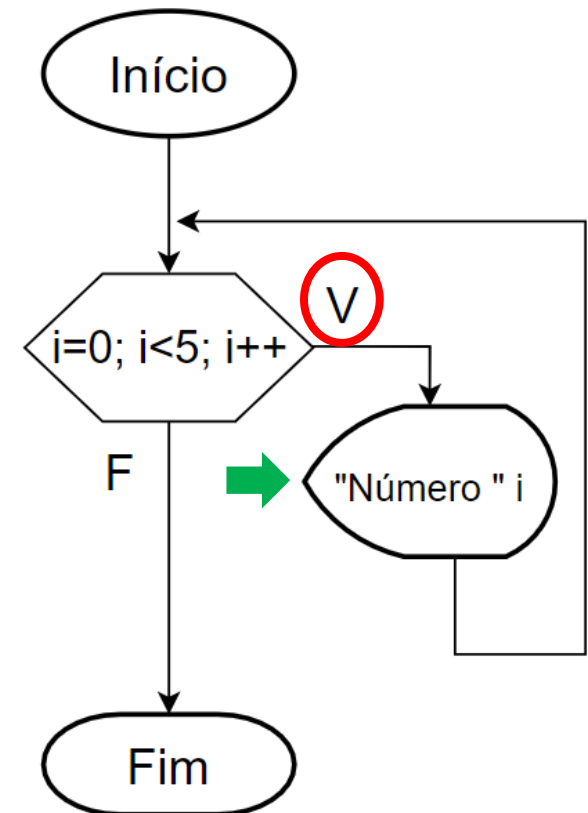 Início
V
i=0; i<5; i++
F
"Número " i
Fim